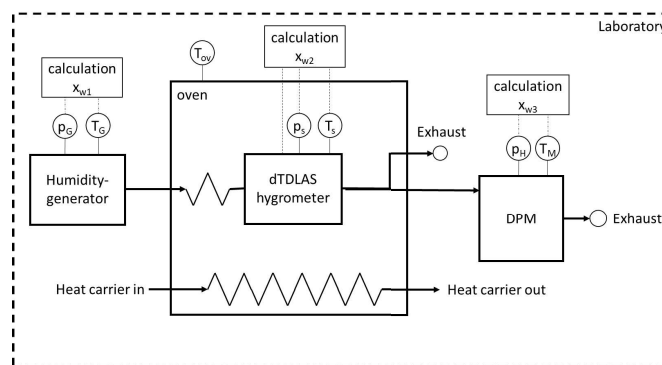 Laboratory
calculation
x_w2
T_ov
calculation
x_w1
calculation
x_w3
oven
p_G
T_G
p_s
T_s
Exhaust
p_H
T_M
Humidity-
generator
dTDLAS
hygrometer
DPM
Exhaust
Heat carrier in
Heat carrier out